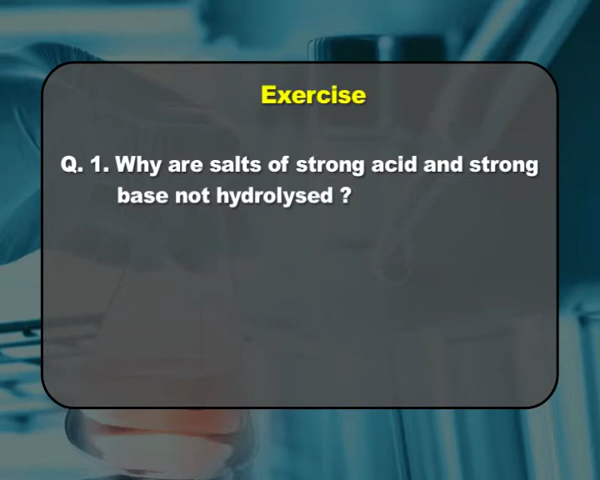 Exercise
Q. 1. Why are salts of strong acid and strong
base not hydrolysed ?